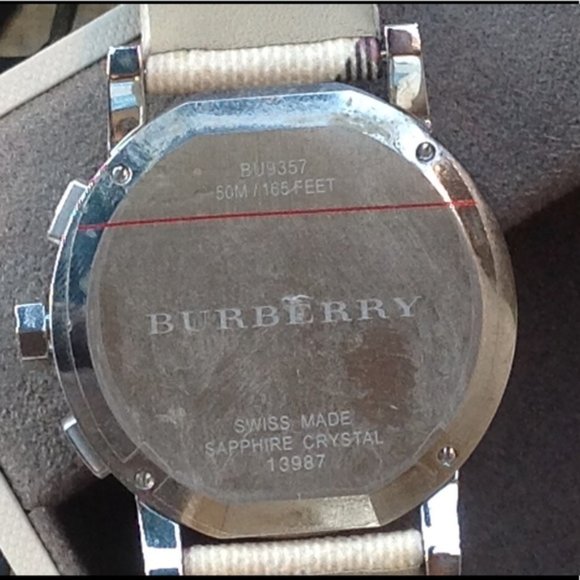 BU9357
50M / 165 FEET
BURBERRY
SWISS MADE
SAPPHIRE CRYSTAL
13987